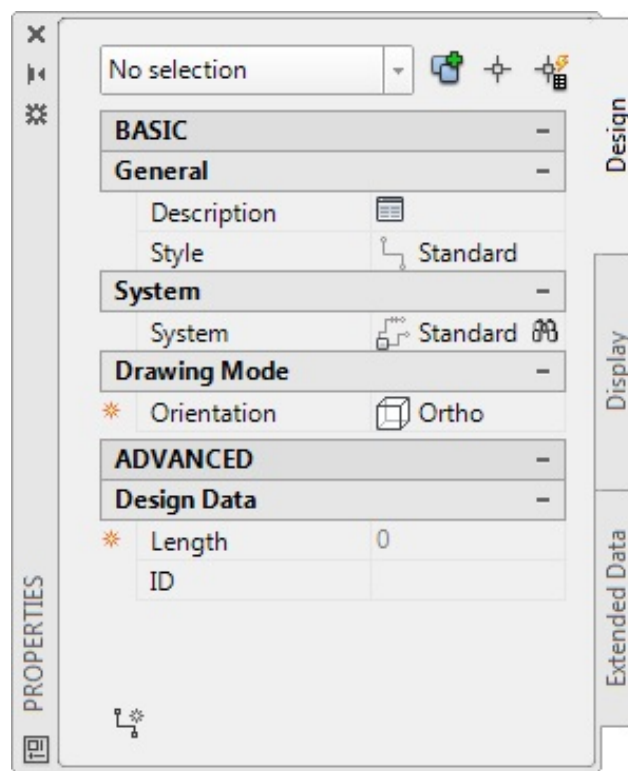 No selection
BASIC
General
Description
Style Standard
System
System Standard
Drawing Mode
Orientation Ortho
ADVANCED
Design Data
Length 0
ID
Design
Display
Extended Data
PROPERTIES